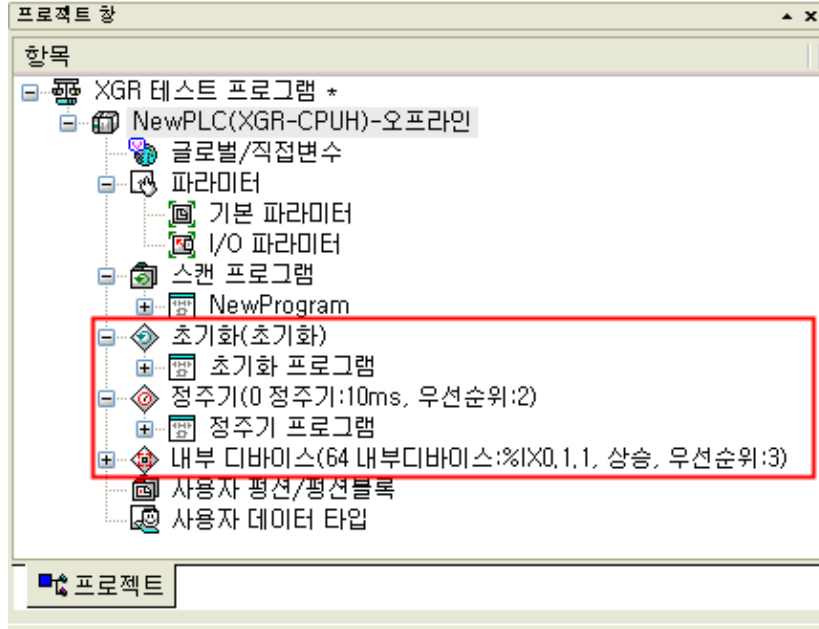 프로젝트 창
항목
XGR 테스트 프로그램 *
NewPLC(XGR-CPUH)-오프라인
글로벌/직접변수
파라미터
기본 파라미터
I/O 파라미터
스캔 프로그램
NewProgram
초기화(초기화)
초기화 프로그램
정주기(0 정주기:10ms, 우선순위:2)
정주기 프로그램
내부 디바이스(64 내부디바이스:%IX0.1.1, 상승, 우선순위:3)
사용자 펑션/펑션블록
사용자 데이터 타입
프로젝트